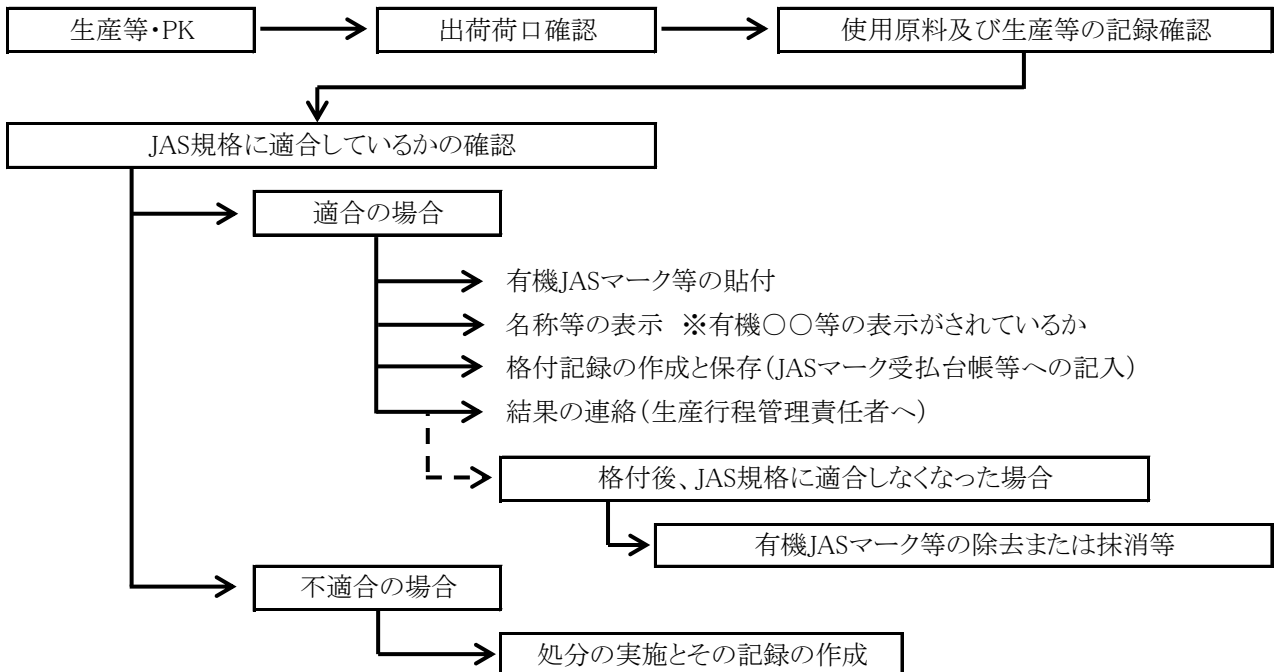 生産等・PK
出荷荷口確認
使用原料及び生産等の記録確認
JAS規格に適合しているかの確認
適合の場合
有機JASマーク等の貼付
名称等の表示　※有機○○等の表示がされているか
格付記録の作成と保存(JASマーク受払台帳等への記入)
結果の連絡(生産行程管理責任者へ)
格付後、JAS規格に適合しなくなった場合
有機JASマーク等の除去または抹消等
不適合の場合
処分の実施とその記録の作成